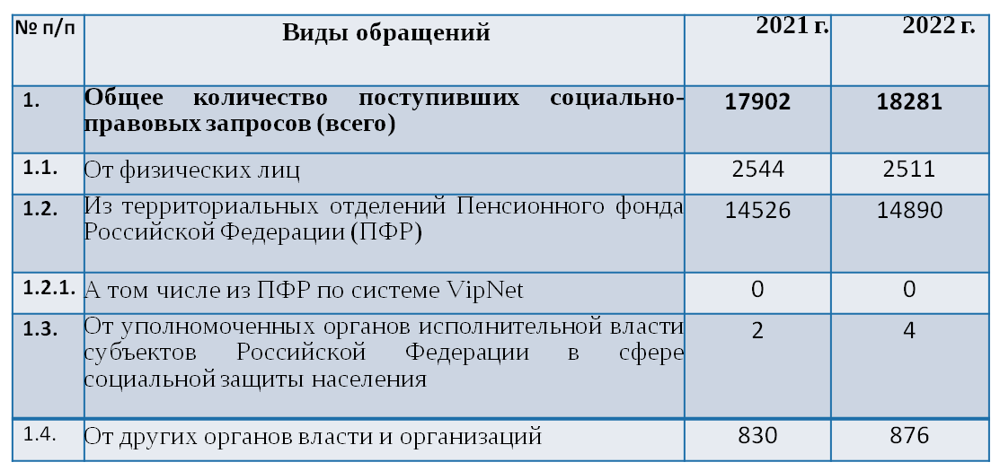 № п/п Виды обращений 2021 г. 2022 г.
1. Общее количество поступивших социально-
правовых запросов (всего) 17902 18281
1.1. От физических лиц 2544 2511
1.2. Из территориальных отделений Пенсионного фонда
Российской Федерации (ПФР) 14526 14890
1.2.1. А том числе из ПФР по системе VipNet 0 0
1.3. От уполномоченных органов исполнительной власти
субъектов Российской Федерации в сфере
социальной защиты населения 2 4
1.4. От других органов власти и организаций 830 876